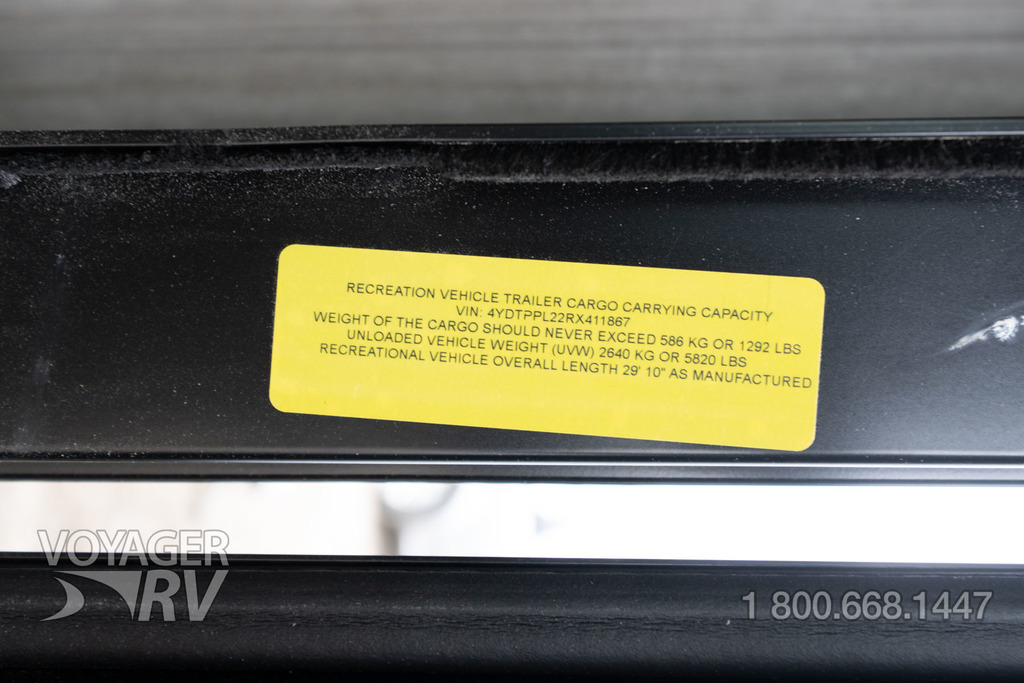 RECREATION VEHICLE TRAILER CARGO CARRYING CAPACITY
VIN: 4YDTPPL22RX411867
WEIGHT OF THE CARGO SHOULD NEVER EXCEED 586 KG OR 1292 LBS
UNLOADED VEHICLE WEIGHT (UVW) 2640 KG OR 5820 LBS
RECREATIONAL VEHICLE OVERALL LENGTH 29' 10" AS MANUFACTURED
VOYAGER
RV
1 800.668.1447